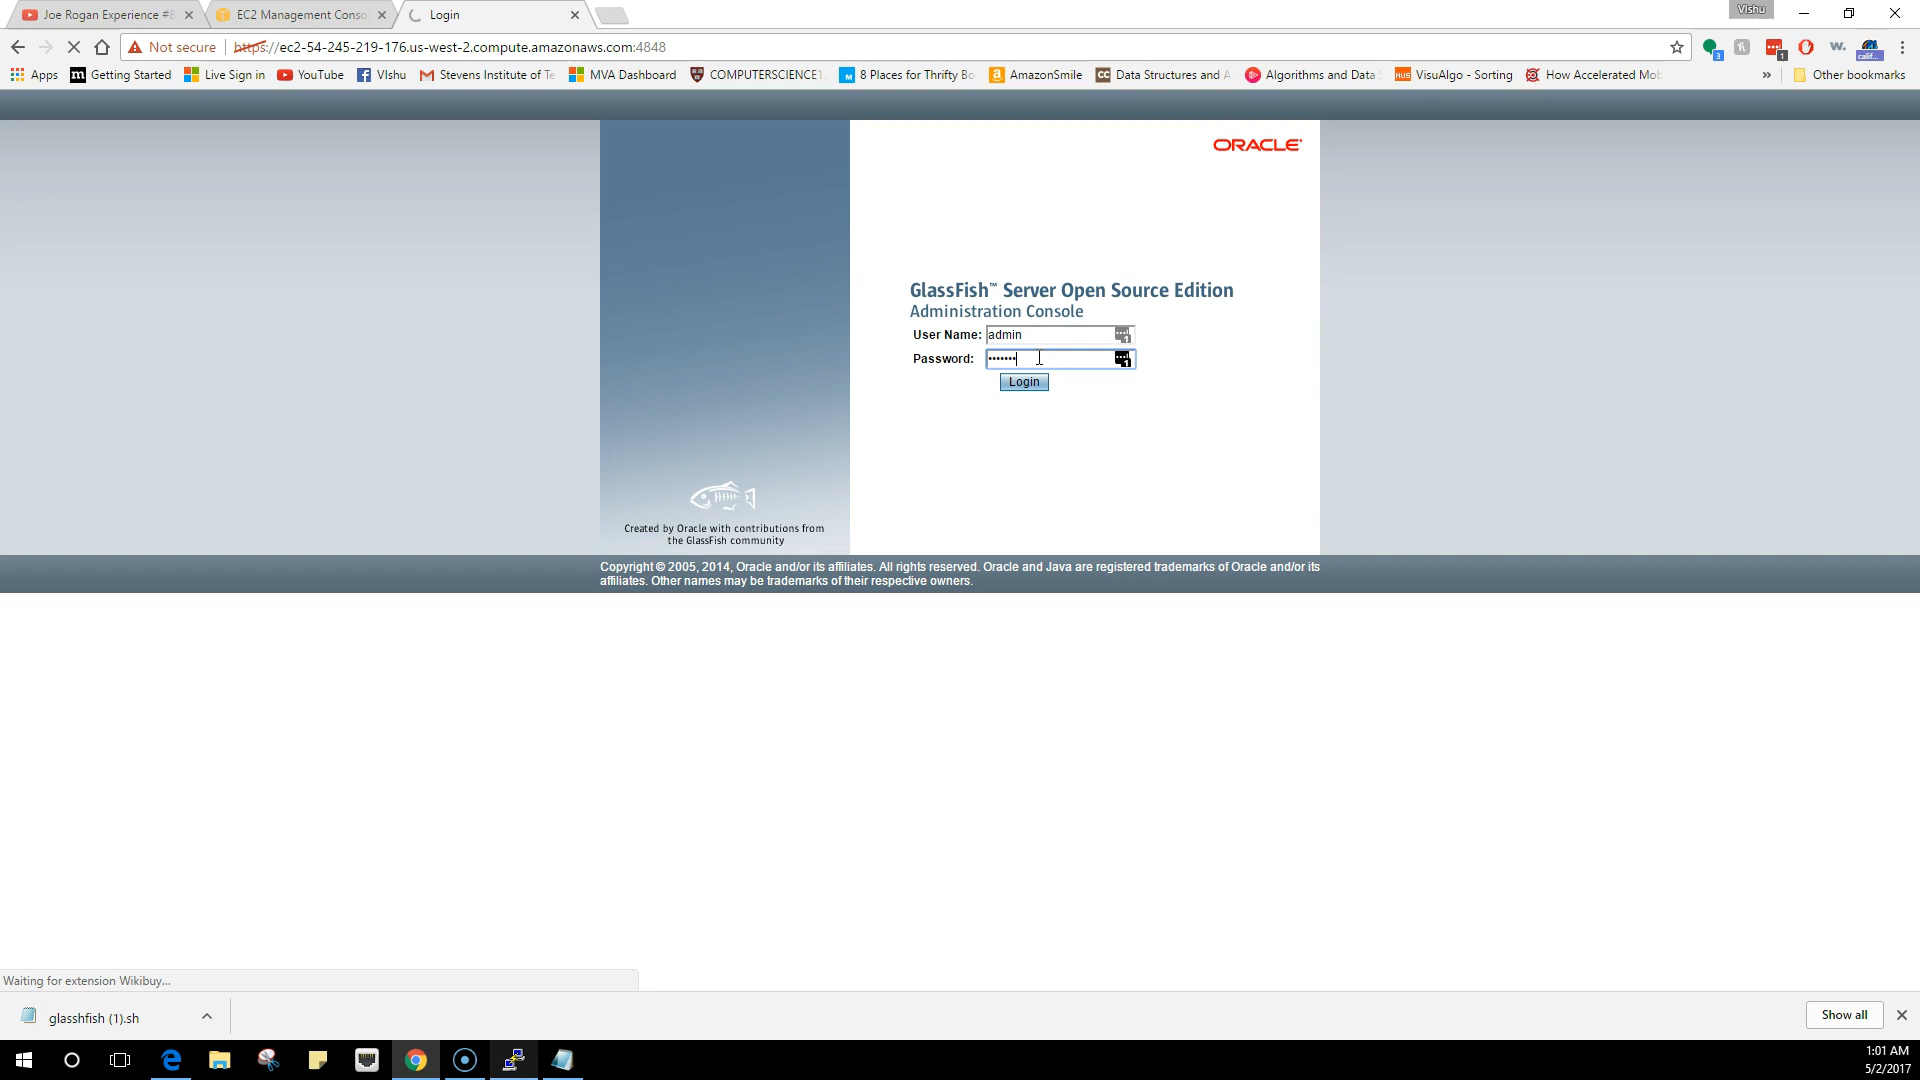 Joe Rogan Experience #8
EC2 Management Conso
Login
Vishu
Not secure
https://ec2-54-245-219-176.us-west-2.compute.amazonaws.com:4848
Apps
Getting Started
Live Sign in
YouTube
VIshu
Stevens Institute of Te
MVA Dashboard
COMPUTERSCIENCE1
8 Places for Thrifty Bo
AmazonSmile
Data Structures and A
Algorithms and Data S
VisuAlgo - Sorting
How Accelerated Mob
Other bookmarks
ORACLE
GlassFish™ Server Open Source Edition
Administration Console
User Name: admin
Password: •••••••
Login
Created by Oracle with contributions from
the GlassFish community
Copyright © 2005, 2014, Oracle and/or its affiliates. All rights reserved. Oracle and Java are registered trademarks of Oracle and/or its
affiliates. Other names may be trademarks of their respective owners.
Waiting for extension Wikibuy...
glasshfish (1).sh
Show all
1:01 AM
5/2/2017